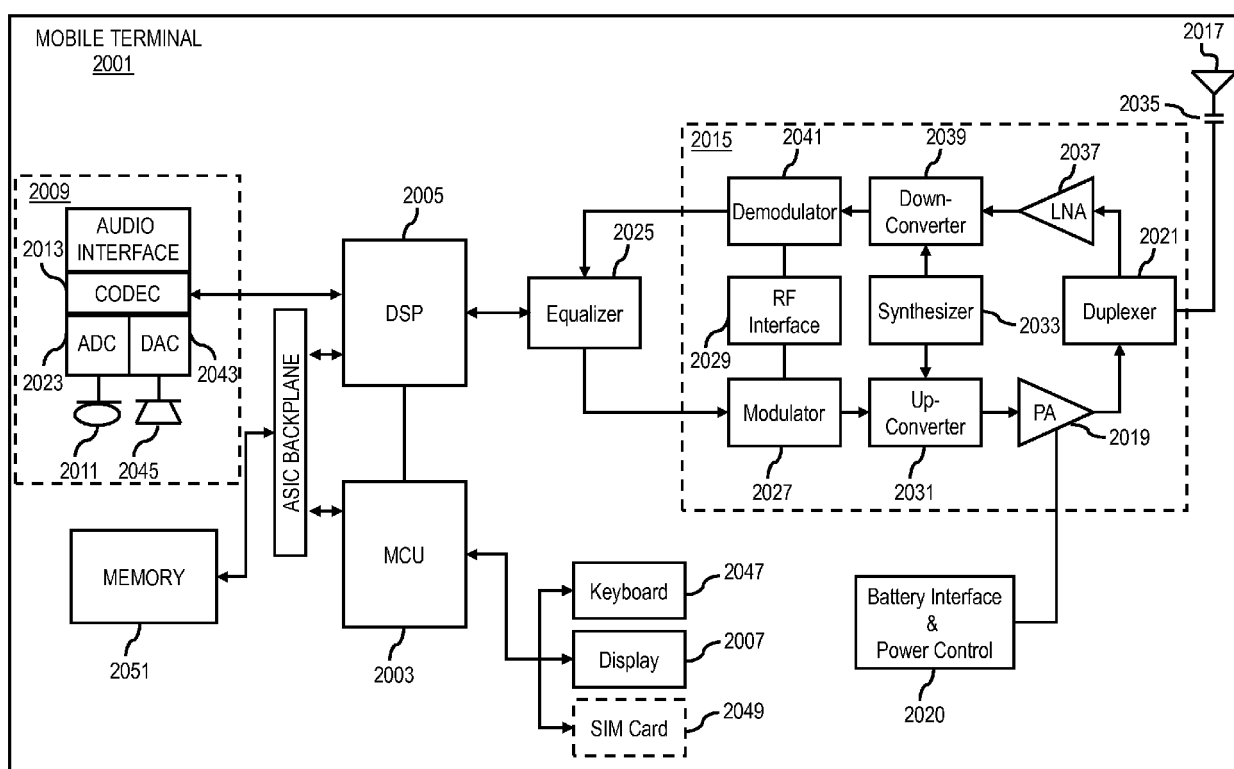 MOBILE TERMINAL
2001
2017
2035
2015
2041
2039
2037
LNA
2009
AUDIO
INTERFACE
2013
CODEC
ADC
DAC
2023
2043
2011
2045
2005
DSP
2025
Equalizer
Demodulator
Down-
Converter
2021
Duplexer
RF
Interface
2029
Synthesizer
2033
Modulator
2027
Up-
Converter
2031
PA
2019
ASIC BACKPLANE
MEMORY
2051
MCU
2003
Keyboard
2047
Display
2007
SIM Card
2049
Battery Interface
&
Power Control
2020